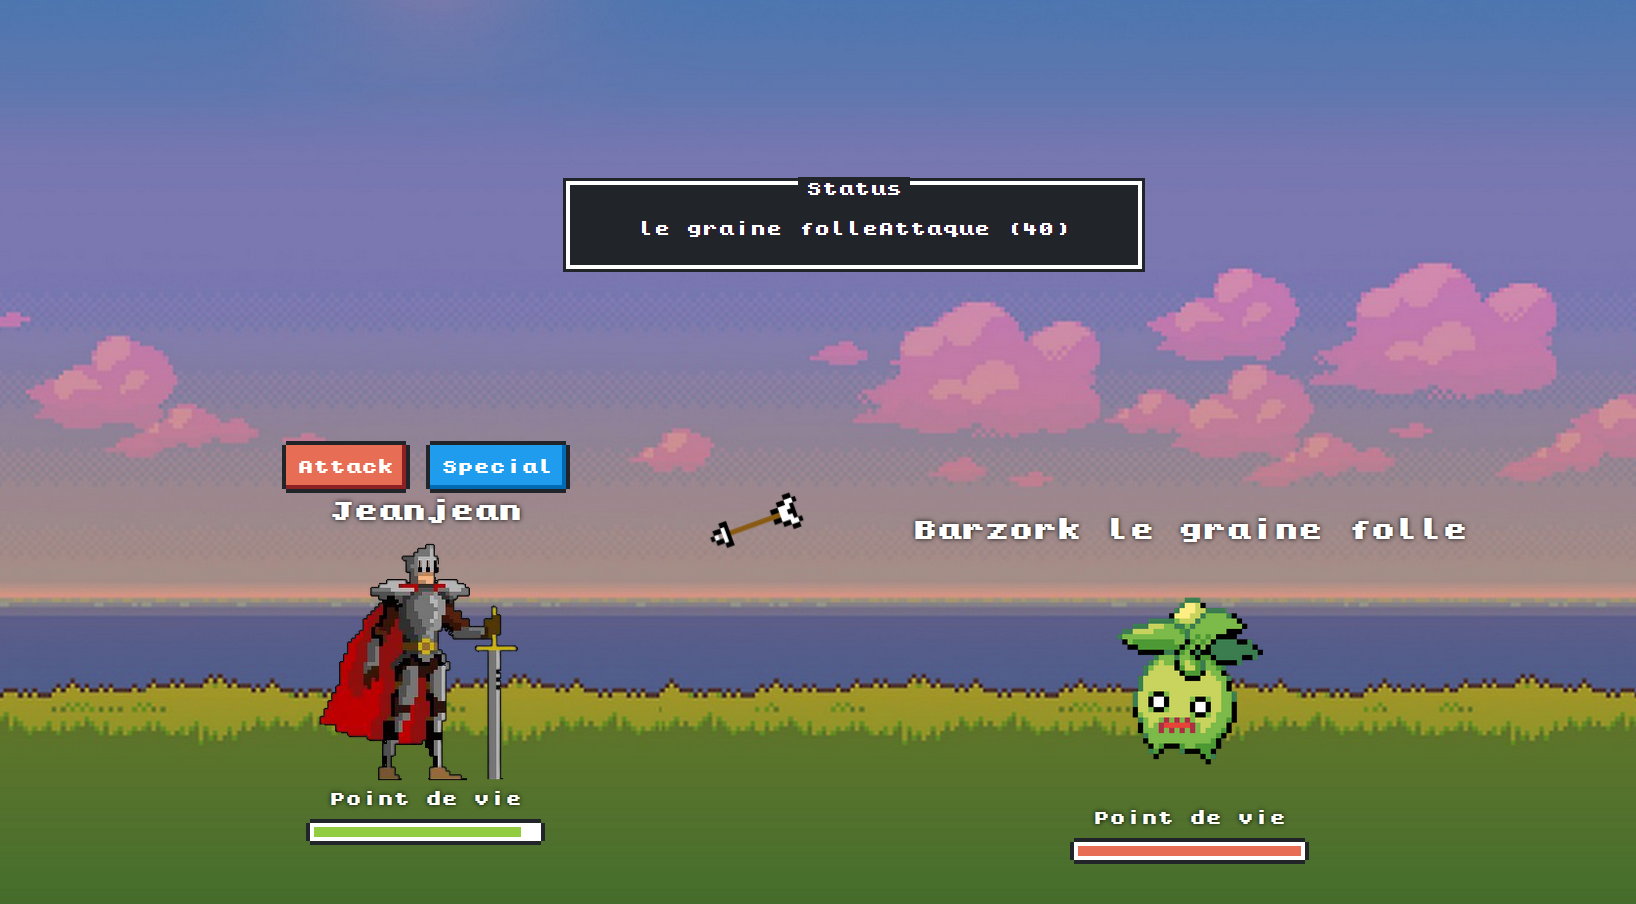 Status
le graine folleAttaque (40)
Attack Special
Jeanjean
Barzork le graine folle
Point de vie
Point de vie